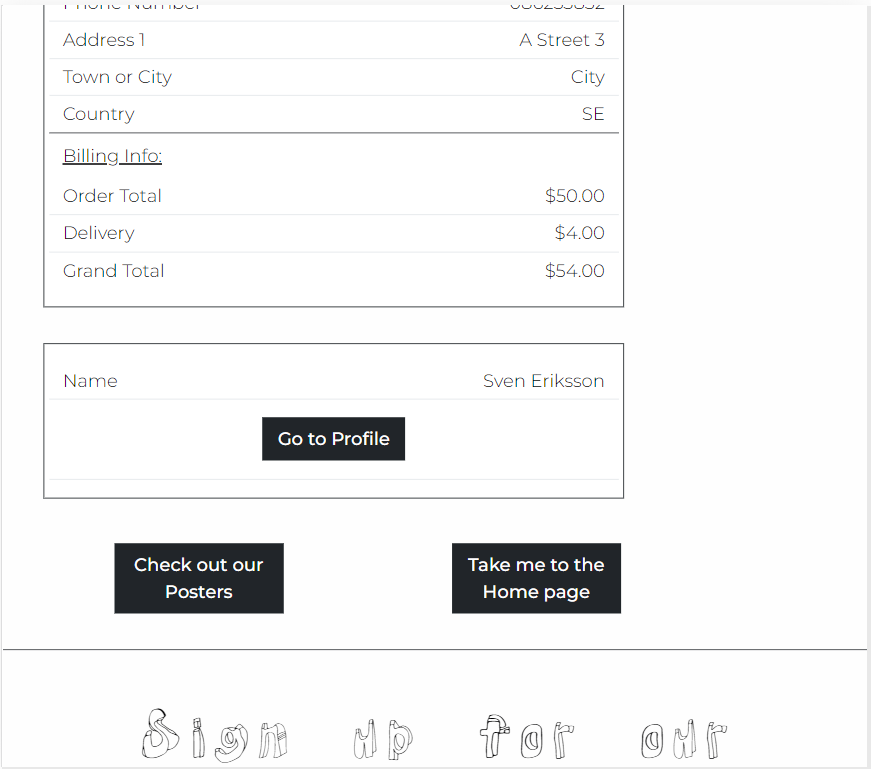 Phone Number
Address 1 A Street 3
Town or City City
Country SE
Billing Info:
Order Total $50.00
Delivery $4.00
Grand Total $54.00
Name Sven Eriksson
Go to Profile
Check out our
Posters
Take me to the
Home page
Sign up for our